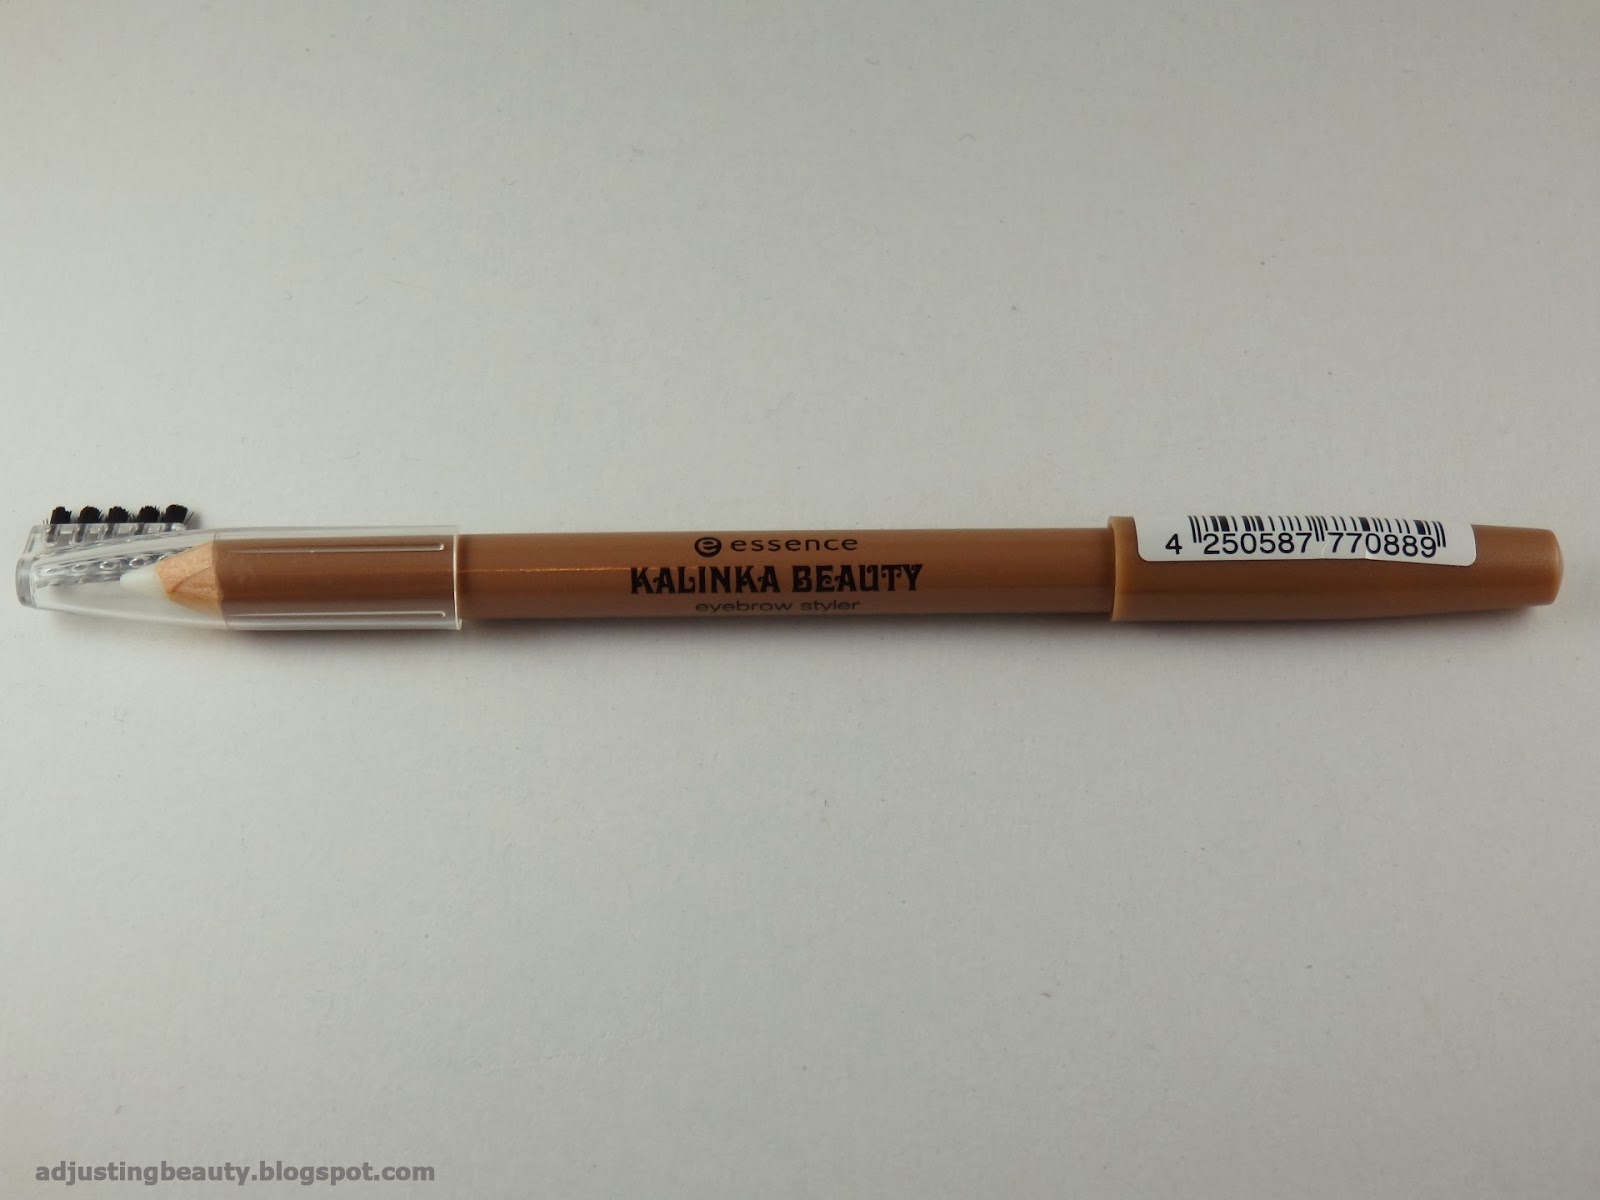 e essence
KALINKA BEAUTY
eyebrow styler
4 250587 770889
adjustingbeauty.blogspot.com